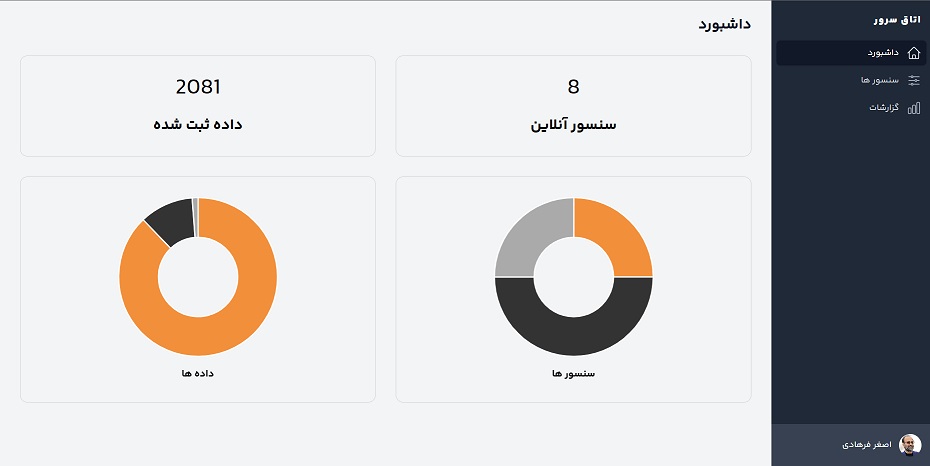 اتاق سرور
داشبورد
سنسور ها
گزارشات
اصغر فرهادی
داشبورد
8
سنسور آنلاین
2081
داده ثبت شده
سنسور ها
داده ها